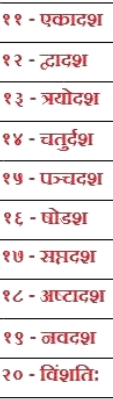 ११ - एकादश
१२ - द्वादश
१३ - त्रयोदश
१४ - चतुर्दश
१५ - पञ्चदश
१६ - षोडश
१७ - सप्तदश
१८ - अष्टादश
१९ - नवदश
२० - विंशतिः